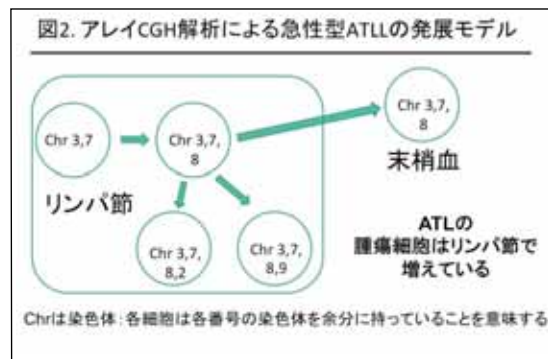 図2. アレイCGH解析による急性型ATLLの発展モデル
Chr 3,7
Chr 3,7,
8
Chr 3,7,
8
リンパ節
末梢血
Chr 3,7,
8,2
Chr 3,7,
8,9
ATLの
腫瘍細胞はリンパ節で
増えている
Chrは染色体：各細胞は各番号の染色体を余分に持っていることを意味する